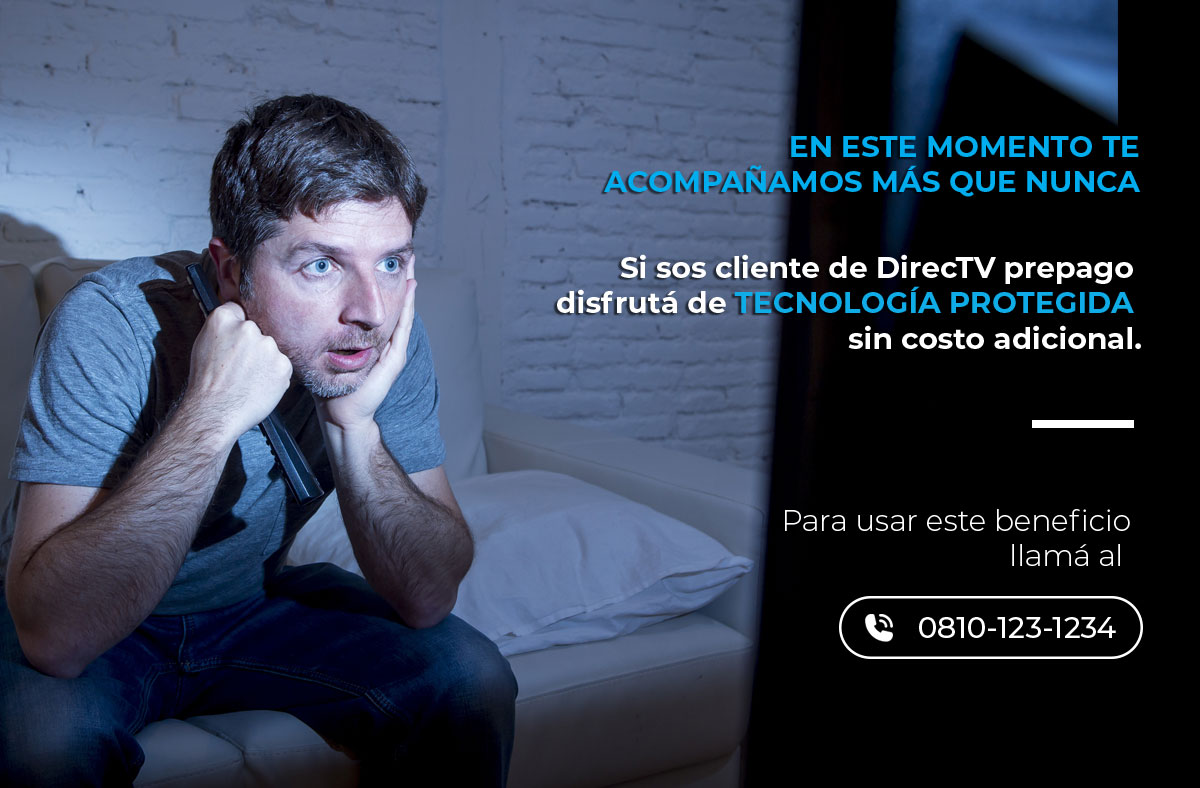 EN ESTE MOMENTO TE
ACOMPAÑAMOS MÁS QUE NUNCA
Si sos cliente de DirecTV prepago
disfrutá de TECNOLOGÍA PROTEGIDA
sin costo adicional.
Para usar este beneficio
llamá al
0810-123-1234